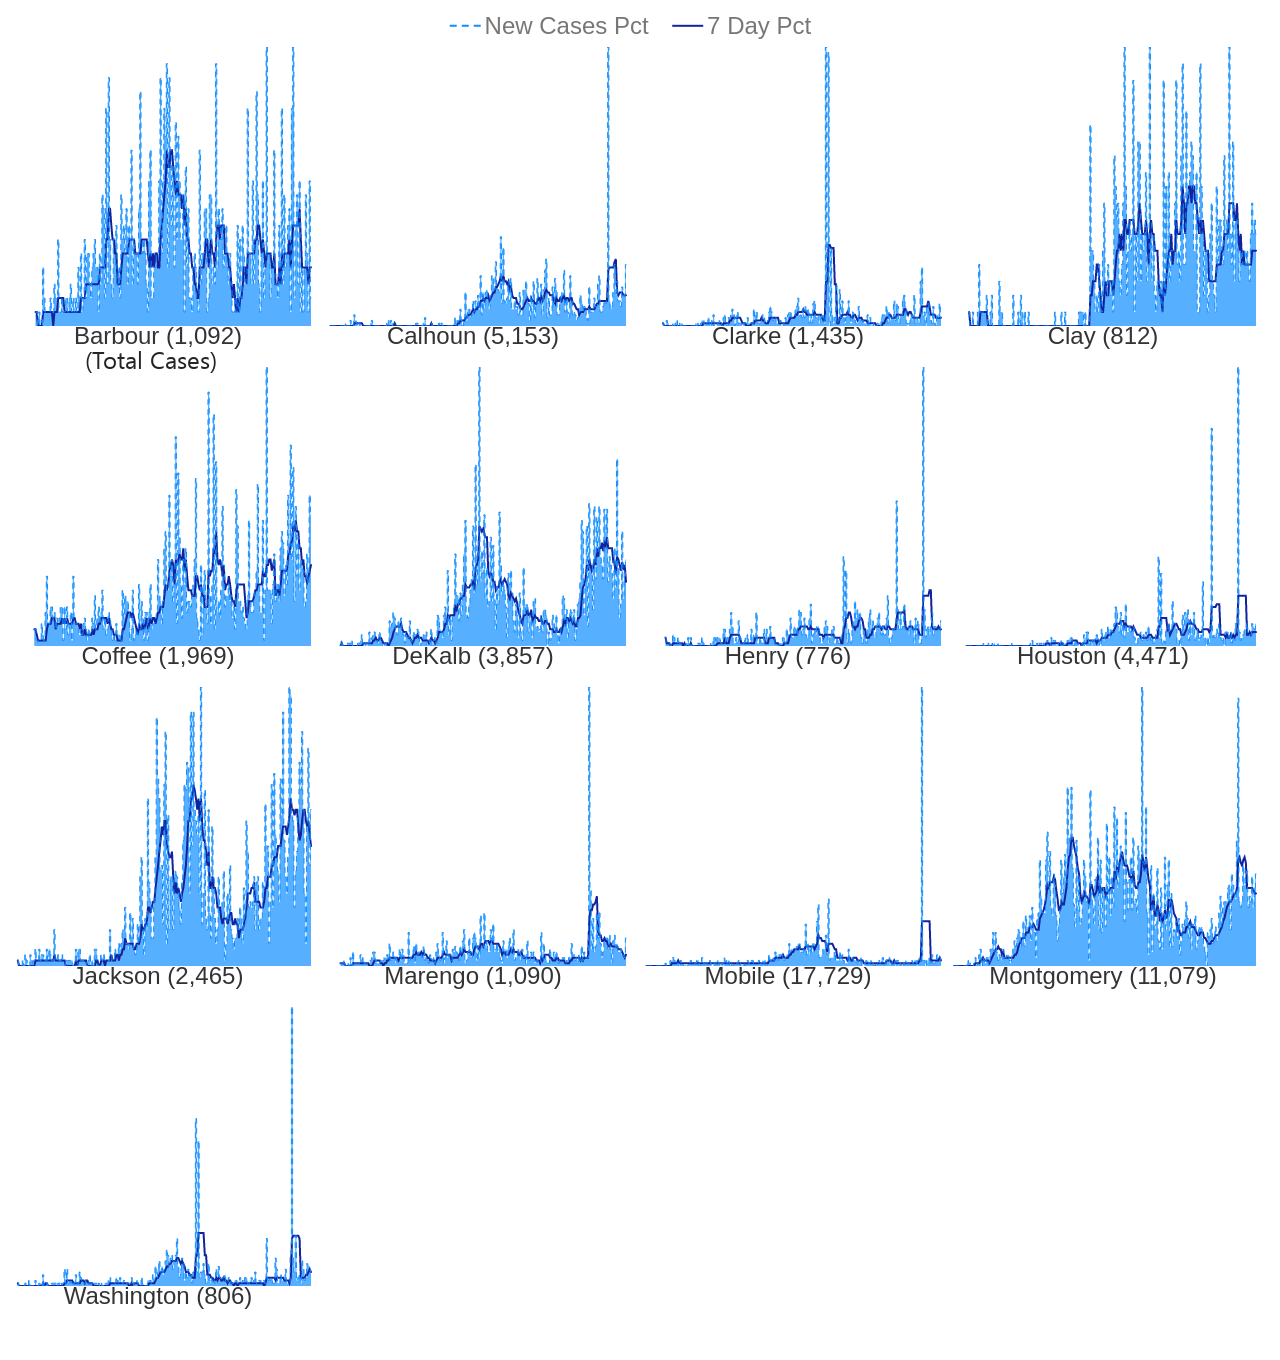 New Cases Pct 7 Day Pct
Barbour (1,092) Calhoun (5,153) Clarke (1,435) Clay (812)
(Total Cases)
Coffee (1,969) DeKalb (3,857) Henry (776) Houston (4,471)
Jackson (2,465) Marengo (1,090) Mobile (17,729) Montgomery (11,079)
Washington (806)